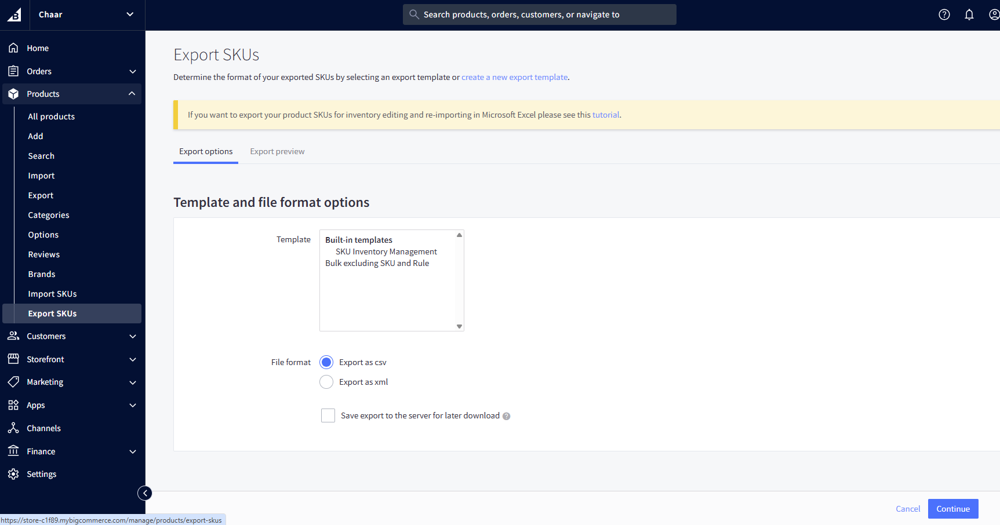 Chaar
Search products, orders, customers, or navigate to
Home
Orders
Products
All products
Add
Search
Import
Export
Categories
Options
Reviews
Brands
Import SKUs
Export SKUs
Customers
Storefront
Marketing
Apps
Channels
Finance
Settings
https://store-c1f89.mybigcommerce.com/manage/products/export-skus
Export SKUs
Determine the format of your exported SKUs by selecting an export template or create a new export template.
If you want to export your product SKUs for inventory editing and re-importing in Microsoft Excel please see this tutorial.
Export options Export preview
Template and file format options
Template
Built-in templates
SKU Inventory Management
Bulk excluding SKU and Rule
File format
Export as csv
Export as xml
Save export to the server for later download ?
Cancel Continue